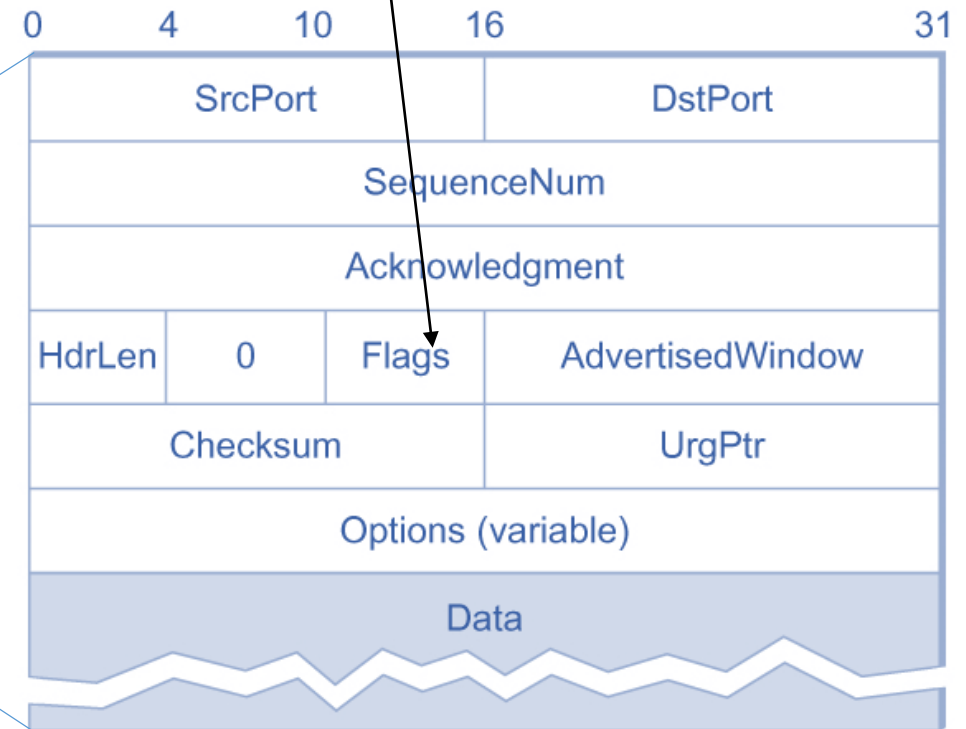 0 4 10 16 31
SrcPort DstPort
SequenceNum
Acknowledgment
HdrLen 0 Flags AdvertisedWindow
Checksum UrgPtr
Options (variable)
Data